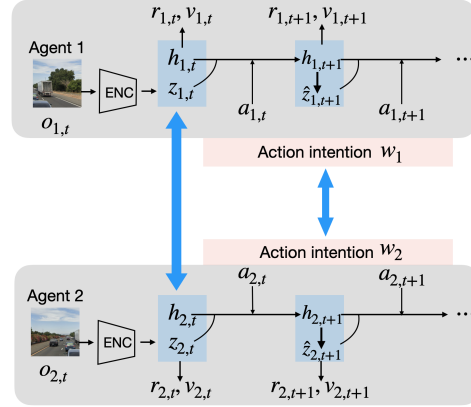 r₁,ₜ, v₁,ₜ r₁,ₜ₊₁, v₁,ₜ₊₁
Agent 1
h₁,ₜ h₁,ₜ₊₁
ENC
z₁,ₜ ẑ₁,ₜ₊₁ ...
o₁,ₜ a₁,ₜ a₁,ₜ₊₁
Action intention w₁
Action intention w₂
a₂,ₜ a₂,ₜ₊₁
Agent 2
h₂,ₜ h₂,ₜ₊₁ ...
ENC
z₂,ₜ ẑ₂,ₜ₊₁
o₂,ₜ
r₂,ₜ, v₂,ₜ r₂,ₜ₊₁, v₂,ₜ₊₁